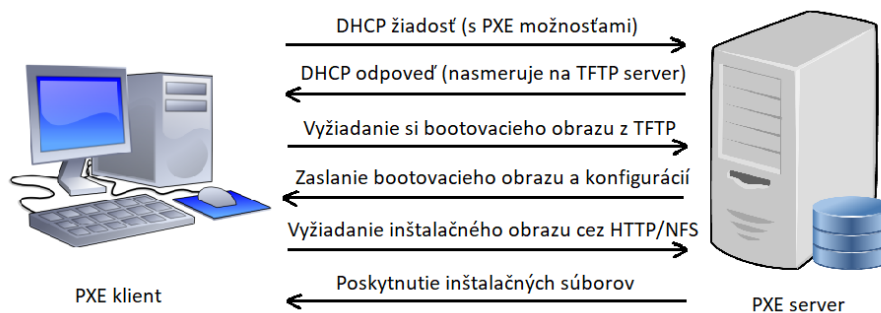 DHCP žiadosť (s PXE možnosťami)
DHCP odpoveď (nasmeruje na TFTP server)
Vyžiadanie si bootovacieho obrazu z TFTP
Zaslanie bootovacieho obrazu a konfigurácií
Vyžiadanie inštalačného obrazu cez HTTP/NFS
Poskytnutie inštalačných súborov
PXE klient
PXE server